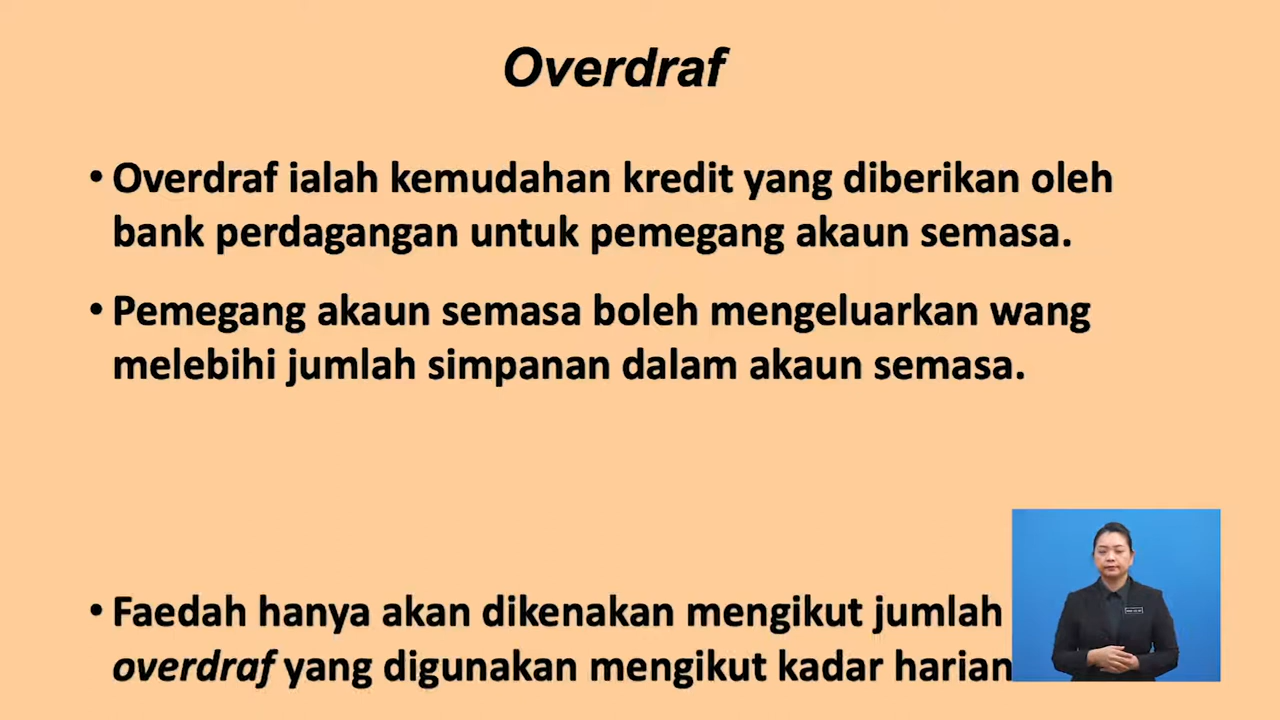 Overdraf
• Overdraf ialah kemudahan kredit yang diberikan oleh
bank perdagangan untuk pemegang akaun semasa.
• Pemegang akaun semasa boleh mengeluarkan wang
melebihi jumlah simpanan dalam akaun semasa.
• Faedah hanya akan dikenakan mengikut jumlah
overdraf yang digunakan mengikut kadar harian